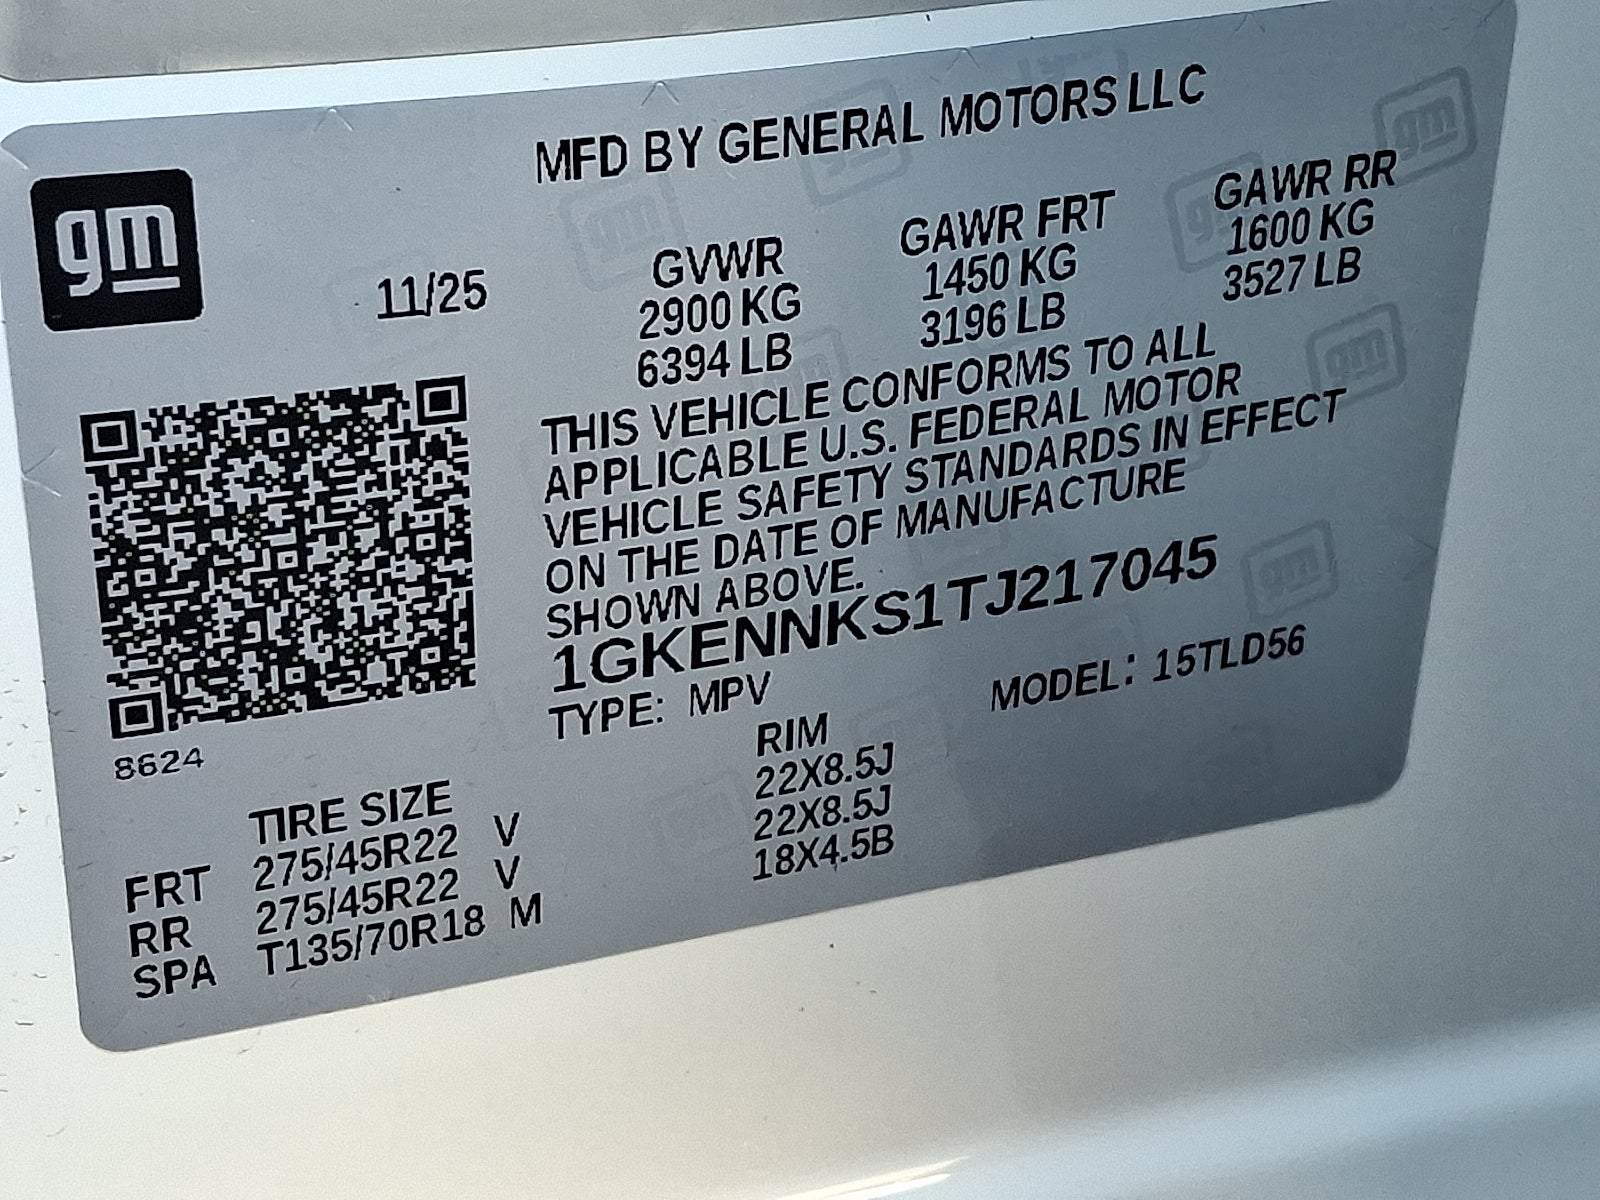 MFD BY GENERAL MOTORS LLC
gm
11/25
GVWR GAWR FRT GAWR RR
2900 KG 1450 KG 1600 KG
6394 LB 3196 LB 3527 LB
THIS VEHICLE CONFORMS TO ALL
APPLICABLE U.S. FEDERAL MOTOR
VEHICLE SAFETY STANDARDS IN EFFECT
ON THE DATE OF MANUFACTURE
SHOWN ABOVE.
1GKENNKS1TJ217045
TYPE: MPV MODEL: 15TLD56
8624
TIRE SIZE RIM
FRT 275/45R22 V 22X8.5J
RR 275/45R22 V 22X8.5J
SPA T135/70R18 M 18X4.5B